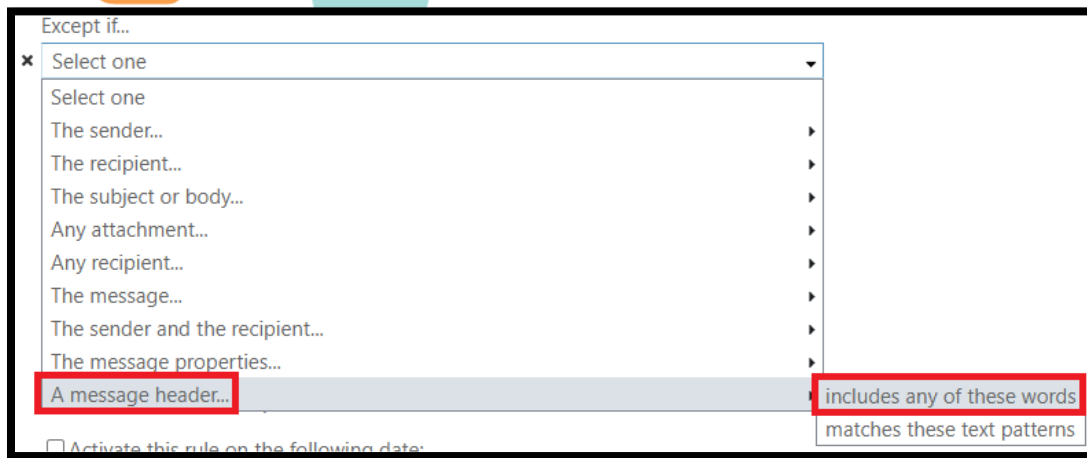 Except if...
× Select one
Select one
The sender...
The recipient...
The subject or body...
Any attachment...
Any recipient...
The message...
The sender and the recipient...
The message properties...
A message header...
includes any of these words
matches these text patterns
Activate this rule on the following date: